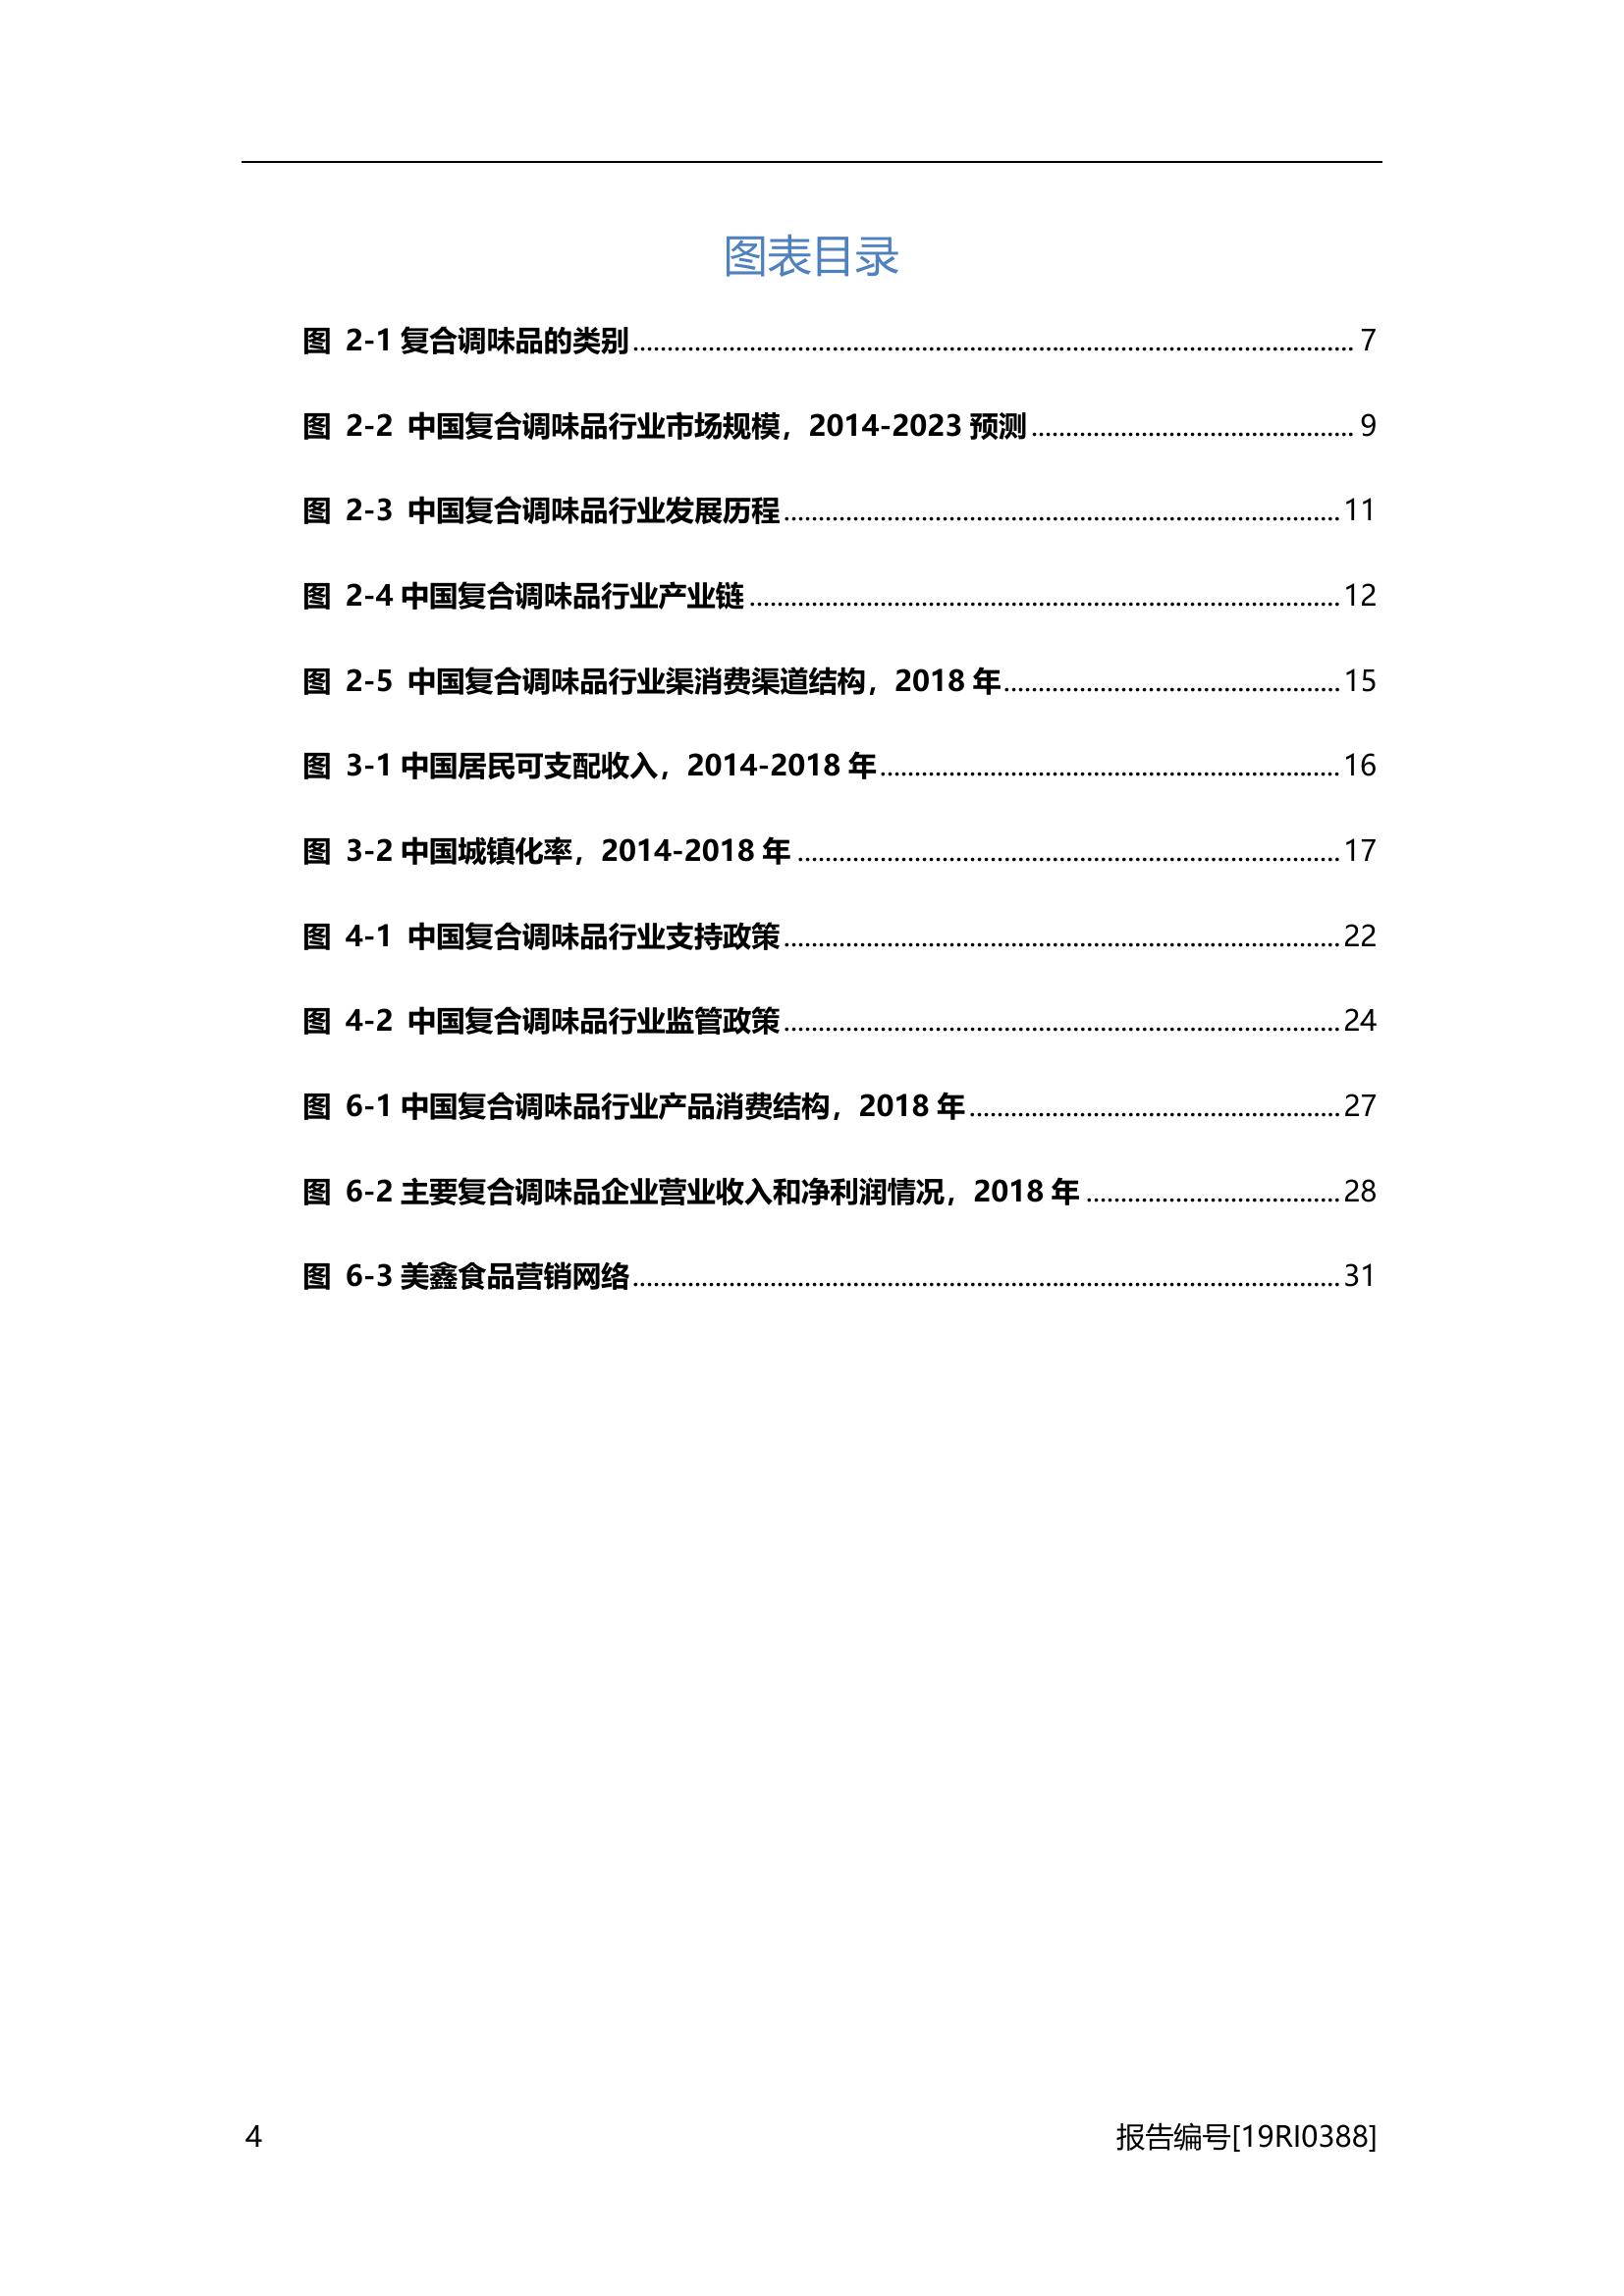 图表目录
图 2-1 复合调味品的类别........................................ 7
图 2-2 中国复合调味品行业市场规模，2014-2023 预测........................................ 9
图 2-3 中国复合调味品行业发展历程........................................ 11
图 2-4 中国复合调味品行业产业链........................................ 12
图 2-5 中国复合调味品行业渠消费渠道结构，2018 年........................................ 15
图 3-1 中国居民可支配收入，2014-2018 年........................................ 16
图 3-2 中国城镇化率，2014-2018 年........................................ 17
图 4-1 中国复合调味品行业支持政策........................................ 22
图 4-2 中国复合调味品行业监管政策........................................ 24
图 6-1 中国复合调味品行业产品消费结构，2018 年........................................ 27
图 6-2 主要复合调味品企业营业收入和净利润情况，2018 年........................................ 28
图 6-3 美鑫食品营销网络........................................ 31
4 报告编号[19RI0388]